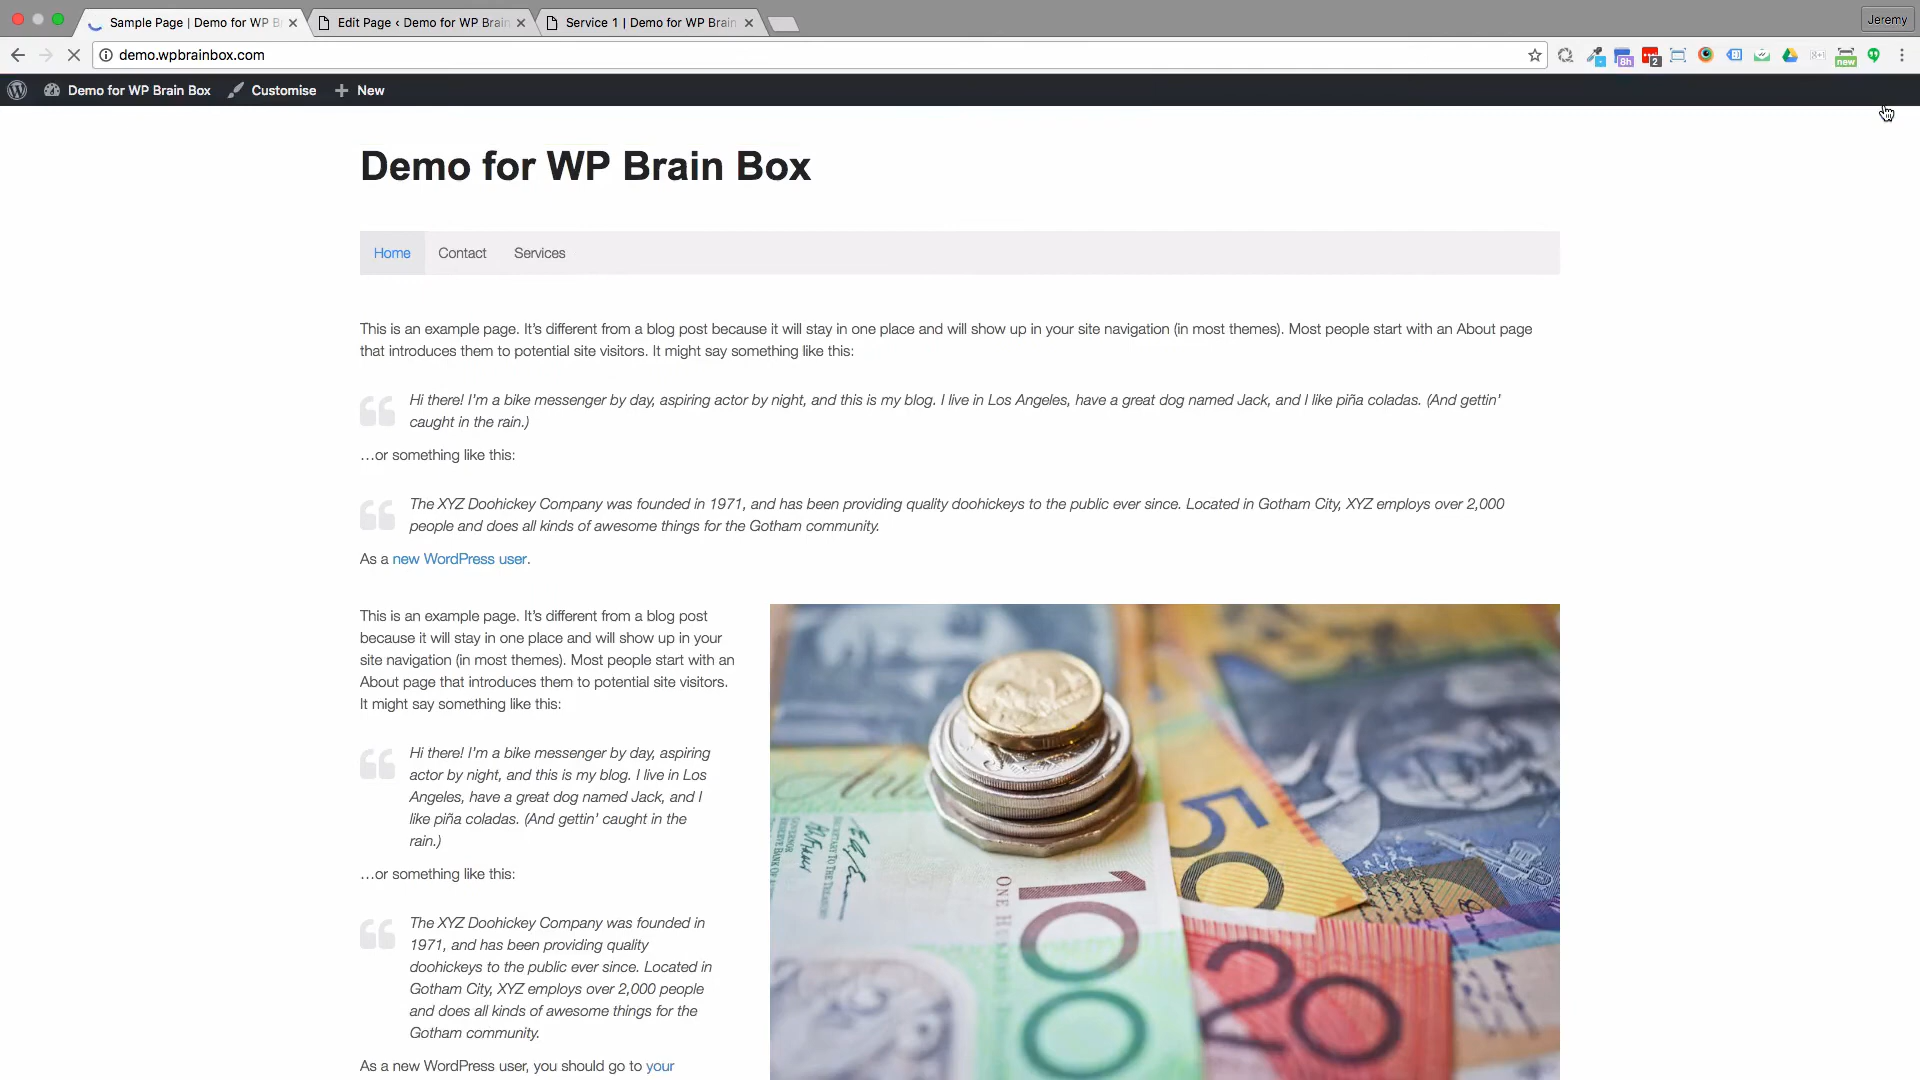 Sample Page | Demo for WP B
Edit Page ‹ Demo for WP Brain
Service 1 | Demo for WP Brain
Jeremy
demo.wpbrainbox.com
8h
2
new
Demo for WP Brain Box
Customise
New
Demo for WP Brain Box
Home
Contact
Services
This is an example page. It’s different from a blog post because it will stay in one place and will show up in your site navigation (in most themes). Most people start with an About page
that introduces them to potential site visitors. It might say something like this:
Hi there! I’m a bike messenger by day, aspiring actor by night, and this is my blog. I live in Los Angeles, have a great dog named Jack, and I like piña coladas. (And gettin’
caught in the rain.)
…or something like this:
The XYZ Doohickey Company was founded in 1971, and has been providing quality doohickeys to the public ever since. Located in Gotham City, XYZ employs over 2,000
people and does all kinds of awesome things for the Gotham community.
As a new WordPress user.
This is an example page. It’s different from a blog post
because it will stay in one place and will show up in your
site navigation (in most themes). Most people start with an
About page that introduces them to potential site visitors.
It might say something like this:
Hi there! I’m a bike messenger by day, aspiring
actor by night, and this is my blog. I live in Los
Angeles, have a great dog named Jack, and I
like piña coladas. (And gettin’ caught in the
rain.)
…or something like this:
The XYZ Doohickey Company was founded in
1971, and has been providing quality
doohickeys to the public ever since. Located in
Gotham City, XYZ employs over 2,000 people
and does all kinds of awesome things for the
Gotham community.
As a new WordPress user, you should go to your
50
100
20